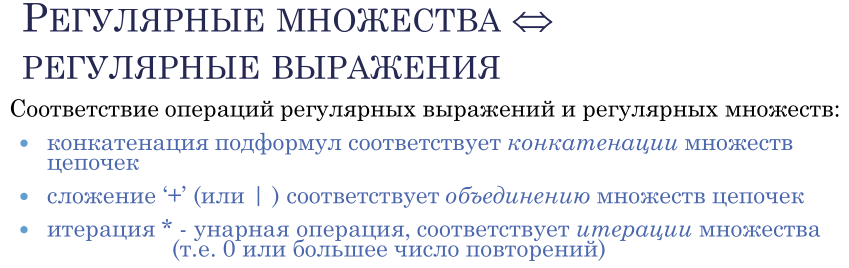 РЕГУЛЯРНЫЕ МНОЖЕСТВА ⇔
РЕГУЛЯРНЫЕ ВЫРАЖЕНИЯ
Соответствие операций регулярных выражений и регулярных множеств:
• конкатенация подформул соответствует конкатенации множеств
цепочек
• сложение ‘+’ (или | ) соответствует объединению множеств цепочек
• итерация * - унарная операция, соответствует итерации множества
(т.е. 0 или большее число повторений)